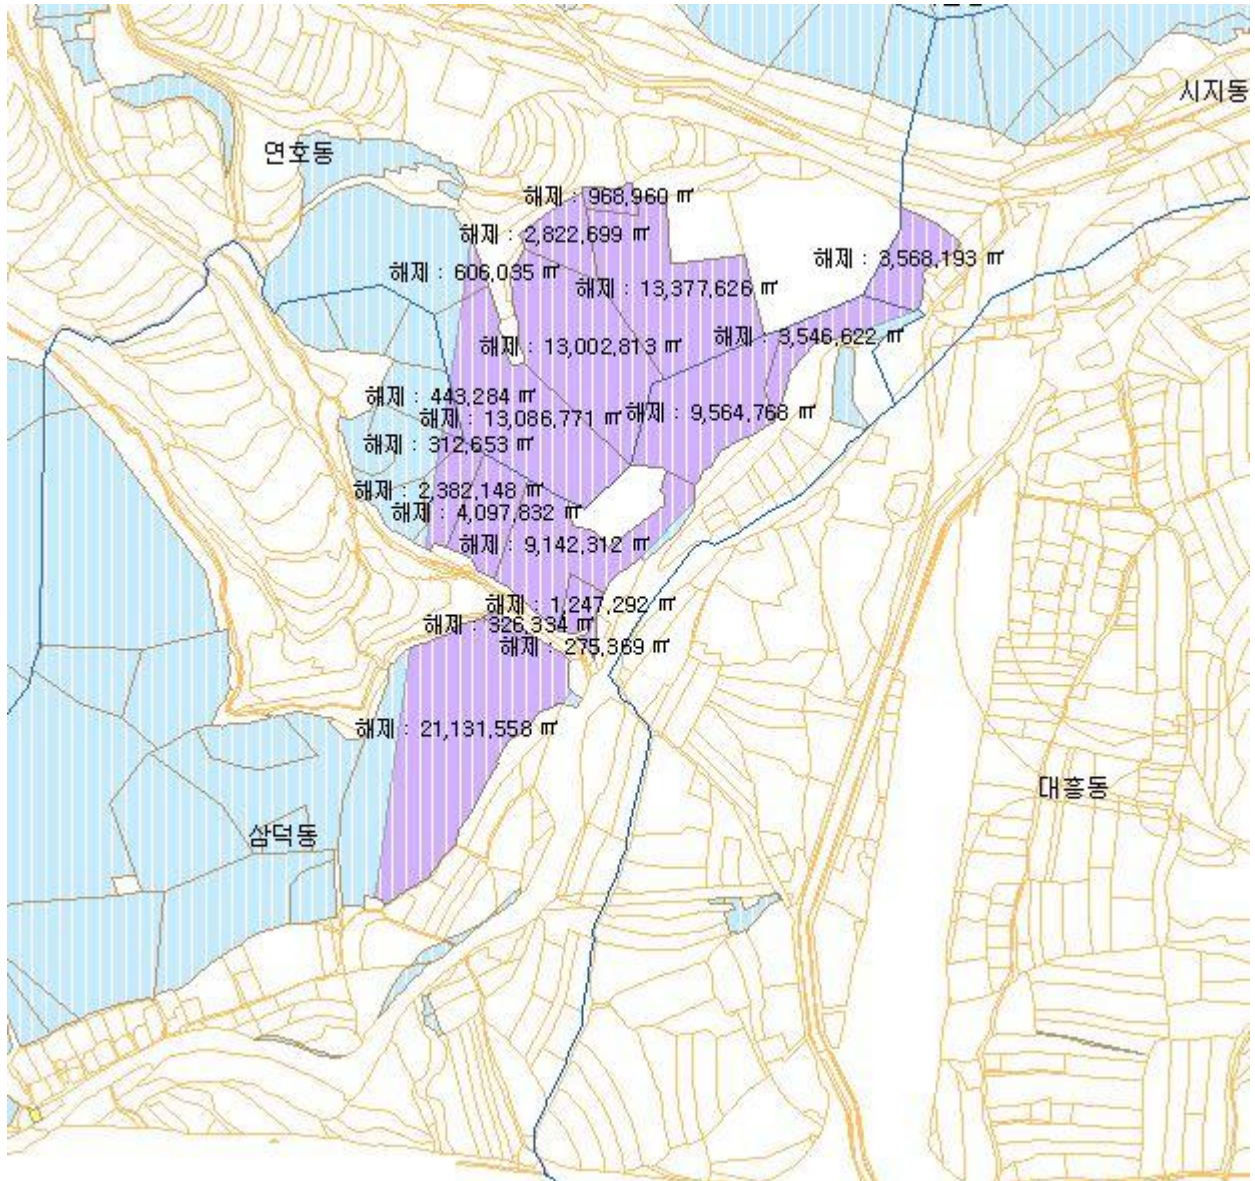 시지동
연호동
해제 : 968,960 ㎡
해제 : 2,822,699 ㎡
해제 : 3,568,193 ㎡
해제 : 606,035 ㎡
해제 : 13,377,626 ㎡
해제 : 3,546,622 ㎡
해제 : 13,002,813 ㎡
해제 : 443,284 ㎡
해제 : 13,086,771 ㎡
해제 : 9,564,768 ㎡
해제 : 312,653 ㎡
해제 : 2,382,148 ㎡
해제 : 4,097,832 ㎡
해제 : 9,142,312 ㎡
해제 : 1,247,292 ㎡
해제 : 326,334 ㎡
해제 : 275,369 ㎡
해제 : 21,131,558 ㎡
대흥동
삼덕동